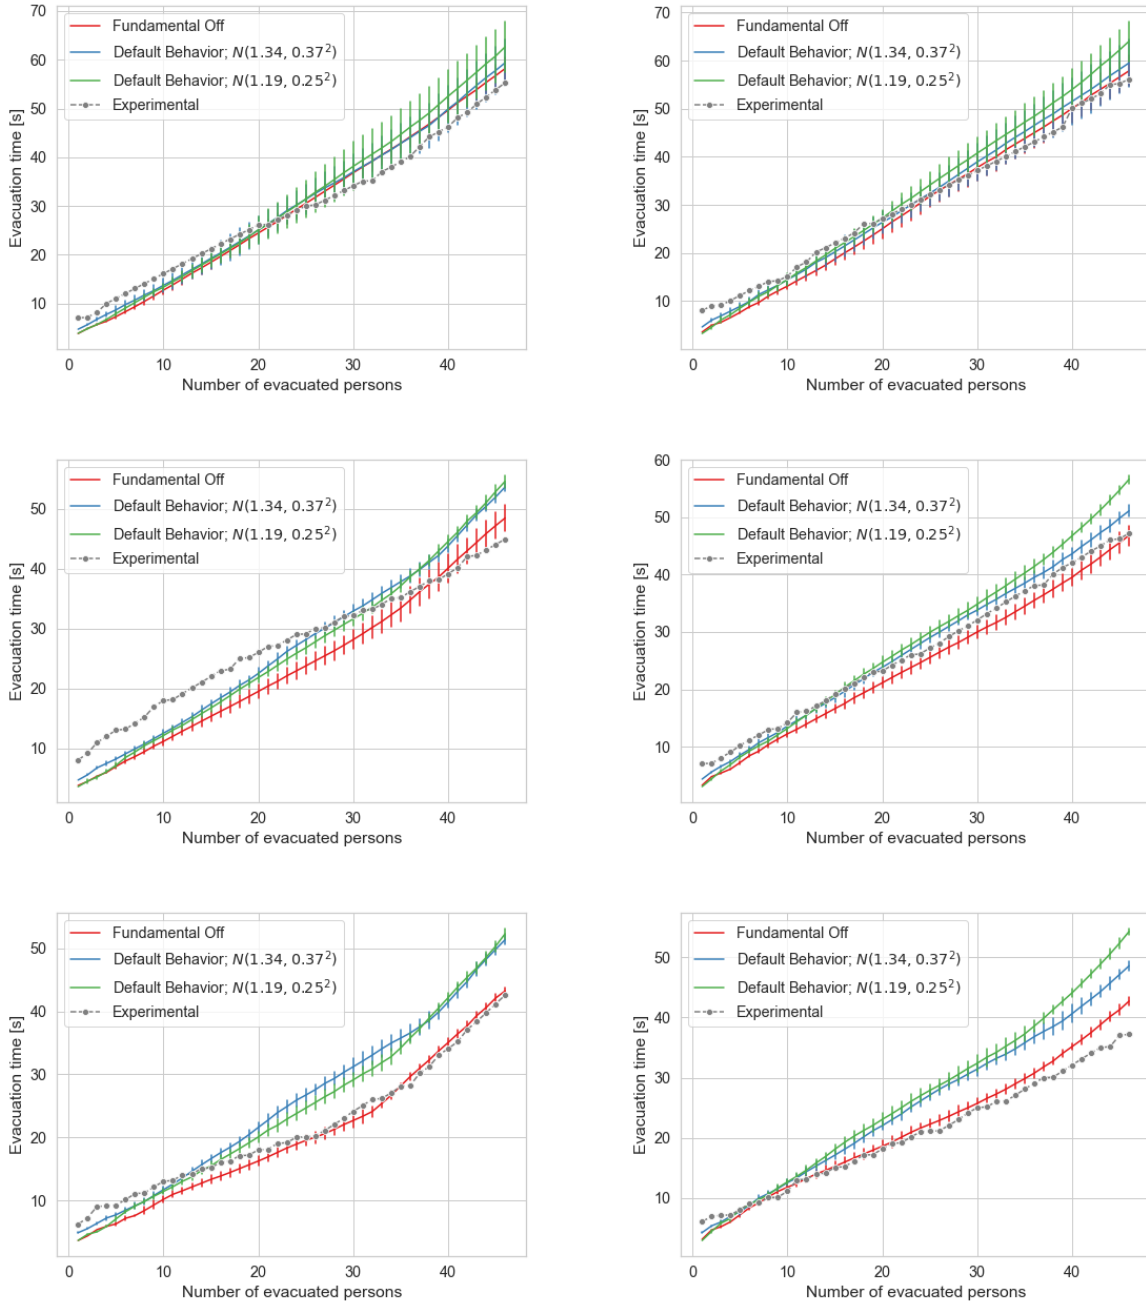 70
60
50
40
30
20
10
Evacuation time [s]
Fundamental Off
Default Behavior; N(1.34, 0.37²)
Default Behavior; N(1.19, 0.25²)
Experimental
0 10 20 30 40
Number of evacuated persons
70
60
50
40
30
20
10
Evacuation time [s]
Fundamental Off
Default Behavior; N(1.34, 0.37²)
Default Behavior; N(1.19, 0.25²)
Experimental
0 10 20 30 40
Number of evacuated persons
50
40
30
20
10
Evacuation time [s]
Fundamental Off
Default Behavior; N(1.34, 0.37²)
Default Behavior; N(1.19, 0.25²)
Experimental
0 10 20 30 40
Number of evacuated persons
60
50
40
30
20
10
Evacuation time [s]
Fundamental Off
Default Behavior; N(1.34, 0.37²)
Default Behavior; N(1.19, 0.25²)
Experimental
0 10 20 30 40
Number of evacuated persons
50
40
30
20
10
Evacuation time [s]
Fundamental Off
Default Behavior; N(1.34, 0.37²)
Default Behavior; N(1.19, 0.25²)
Experimental
0 10 20 30 40
Number of evacuated persons
50
40
30
20
10
Evacuation time [s]
Fundamental Off
Default Behavior; N(1.34, 0.37²)
Default Behavior; N(1.19, 0.25²)
Experimental
0 10 20 30 40
Number of evacuated persons